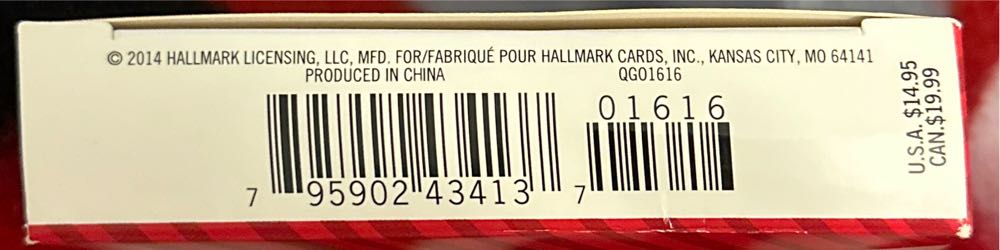 © 2014 HALLMARK LICENSING, LLC, MFD. FOR/FABRIQUÉ POUR HALLMARK CARDS, INC., KANSAS CITY, MO 64141
PRODUCED IN CHINA QGO1616
01616
7 95902 43413 7
U.S.A. $14.95
CAN.$19.99